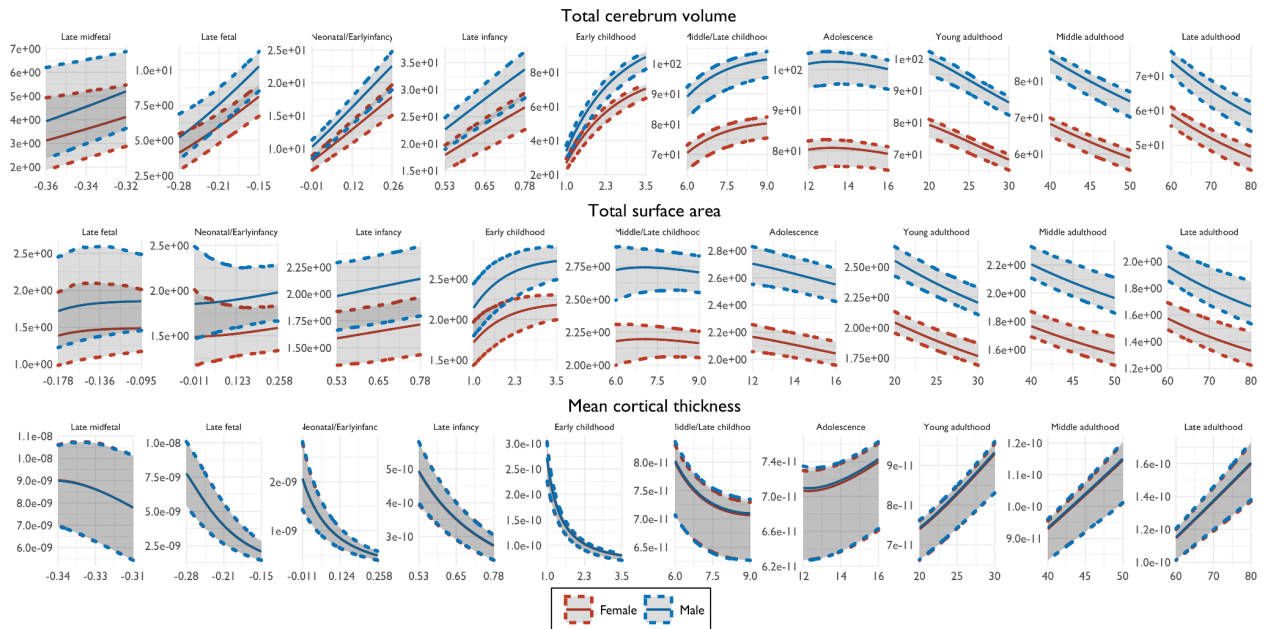 Total cerebrum volume
Late midfetal
7e+00
6e+00
5e+00
4e+00
3e+00
2e+00
-0.36
-0.34
-0.32
Late fetal
1.0e+01
7.5e+00
5.0e+00
2.5e+00
-0.28
-0.21
-0.15
Neonatal/Earlyinfancy
2.5e+01
2.0e+01
1.5e+01
1.0e+01
-0.01
0.12
0.26
Late infancy
3.5e+01
3.0e+01
2.5e+01
2.0e+01
1.5e+01
0.53
0.65
0.78
Early childhood
8e+01
6e+01
4e+01
2e+01
1.0
2.3
3.5
Middle/Late childhood
1e+02
9e+01
8e+01
7e+01
6.0
7.5
9.0
Adolescence
1e+02
9e+01
8e+01
12
14
16
Young adulthood
1e+02
9e+01
8e+01
7e+01
20
25
30
Middle adulthood
8e+01
7e+01
6e+01
40
45
50
Late adulthood
7e+01
6e+01
5e+01
60
70
80
Total surface area
Late fetal
2.5e+00
2.0e+00
1.5e+00
1.0e+00
-0.178
-0.136
-0.095
Neonatal/Earlyinfancy
2.5e+00
2.0e+00
1.5e+00
-0.011
0.123
0.258
Late infancy
2.25e+00
2.00e+00
1.75e+00
1.50e+00
0.53
0.65
0.78
Early childhood
2.5e+00
2.0e+00
1.5e+00
1.0
2.3
3.5
Middle/Late childhood
2.75e+00
2.50e+00
2.25e+00
2.00e+00
6.0
7.5
9.0
Adolescence
2.8e+00
2.6e+00
2.4e+00
2.2e+00
2.0e+00
12
14
16
Young adulthood
2.50e+00
2.25e+00
2.00e+00
1.75e+00
20
25
30
Middle adulthood
2.2e+00
2.0e+00
1.8e+00
1.6e+00
40
45
50
Late adulthood
2.0e+00
1.8e+00
1.6e+00
1.4e+00
1.2e+00
60
70
80
Mean cortical thickness
Late midfetal
1.1e-08
1.0e-08
9.0e-09
8.0e-09
7.0e-09
6.0e-09
-0.34
-0.33
-0.31
Late fetal
1.0e-08
7.5e-09
5.0e-09
2.5e-09
-0.28
-0.21
-0.15
Neonatal/Earlyinfanc
2e-09
1e-09
-0.011
0.124
0.258
Late infancy
5e-10
4e-10
3e-10
0.53
0.65
0.78
Early childhood
3.0e-10
2.5e-10
2.0e-10
1.5e-10
1.0e-10
1.0
2.3
3.5
iddle/Late childhoo
8.0e-11
7.5e-11
7.0e-11
6.5e-11
6.0
7.5
9.0
Adolescence
7.4e-11
7.0e-11
6.6e-11
6.2e-11
12
14
16
Young adulthood
9e-11
8e-11
7e-11
20
25
30
Middle adulthood
1.2e-10
1.1e-10
1.0e-10
9.0e-11
40
45
50
Late adulthood
1.6e-10
1.4e-10
1.2e-10
1.0e-10
60
70
80
Female
Male